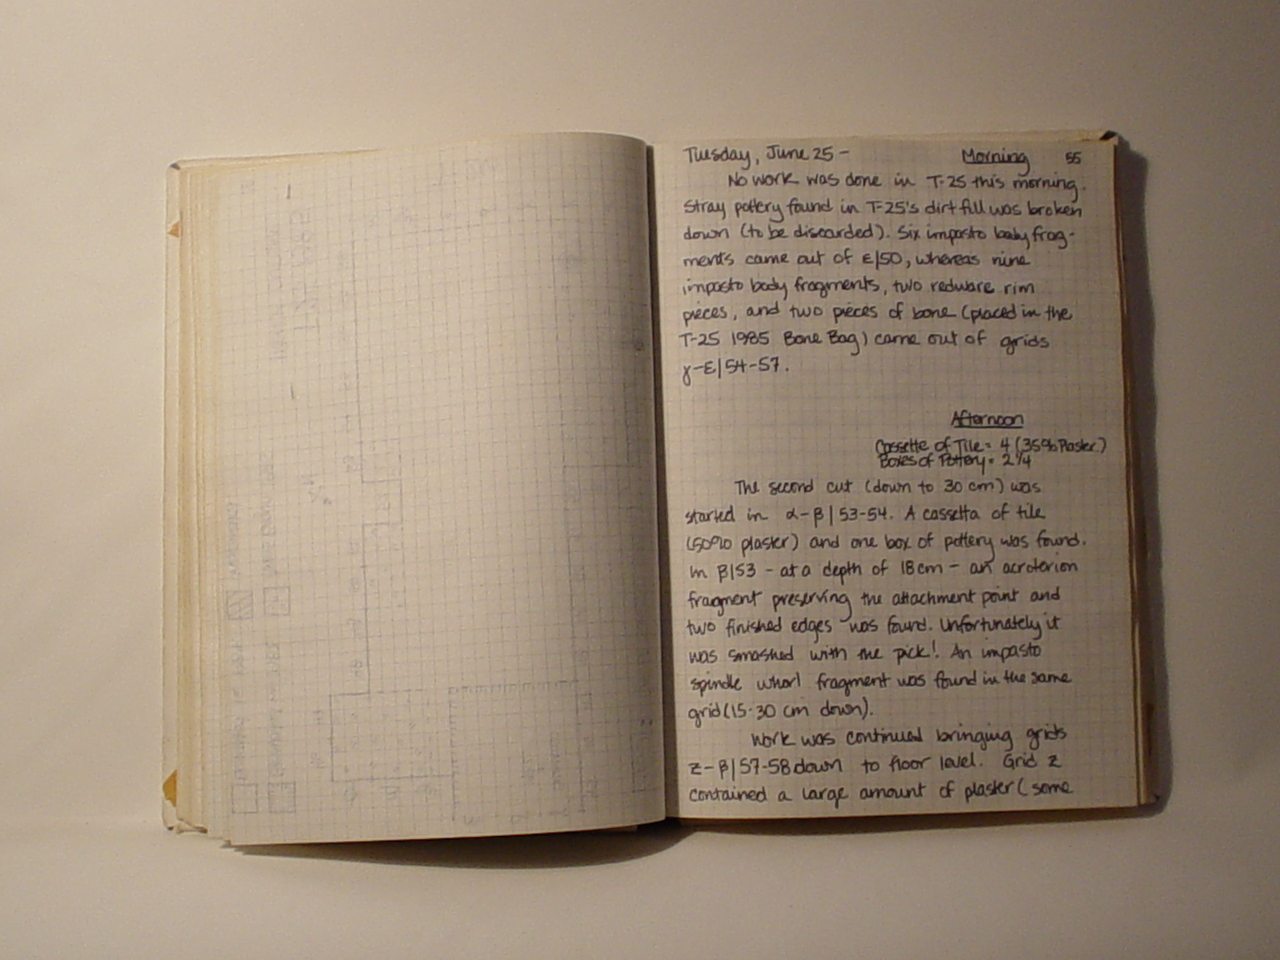 Tuesday, June 25 - Morning 55
No work was done in T-25 this morning.
Stray pottery found in T-25's dirt fill was broken
down (to be discarded). Six impasto body frag-
ments came out of ε/50, whereas nine
impasto body fragments, two redware rim
pieces, and two pieces of bone (placed in the
T-25 1985 Bone Bag) came out of grids
γ-ε/54-57.
Afternoon
Cassette of Tile = 4 (35% Plaster)
Boxes of Pottery = 2 1/4
The second cut (down to 30 cm) was
started in α-β/53-54. A cassetta of tile
(50% plaster) and one box of pottery was found.
In β/53 - at a depth of 18 cm - an acroterion
fragment preserving the attachment point and
two finished edges was found. Unfortunately it
was smashed with the pick! An impasto
spindle whorl fragment was found in the same
grid (15-30 cm down).
Work was continued bringing grids
z-β/57-58 down to floor level. Grid z
contained a large amount of plaster (some